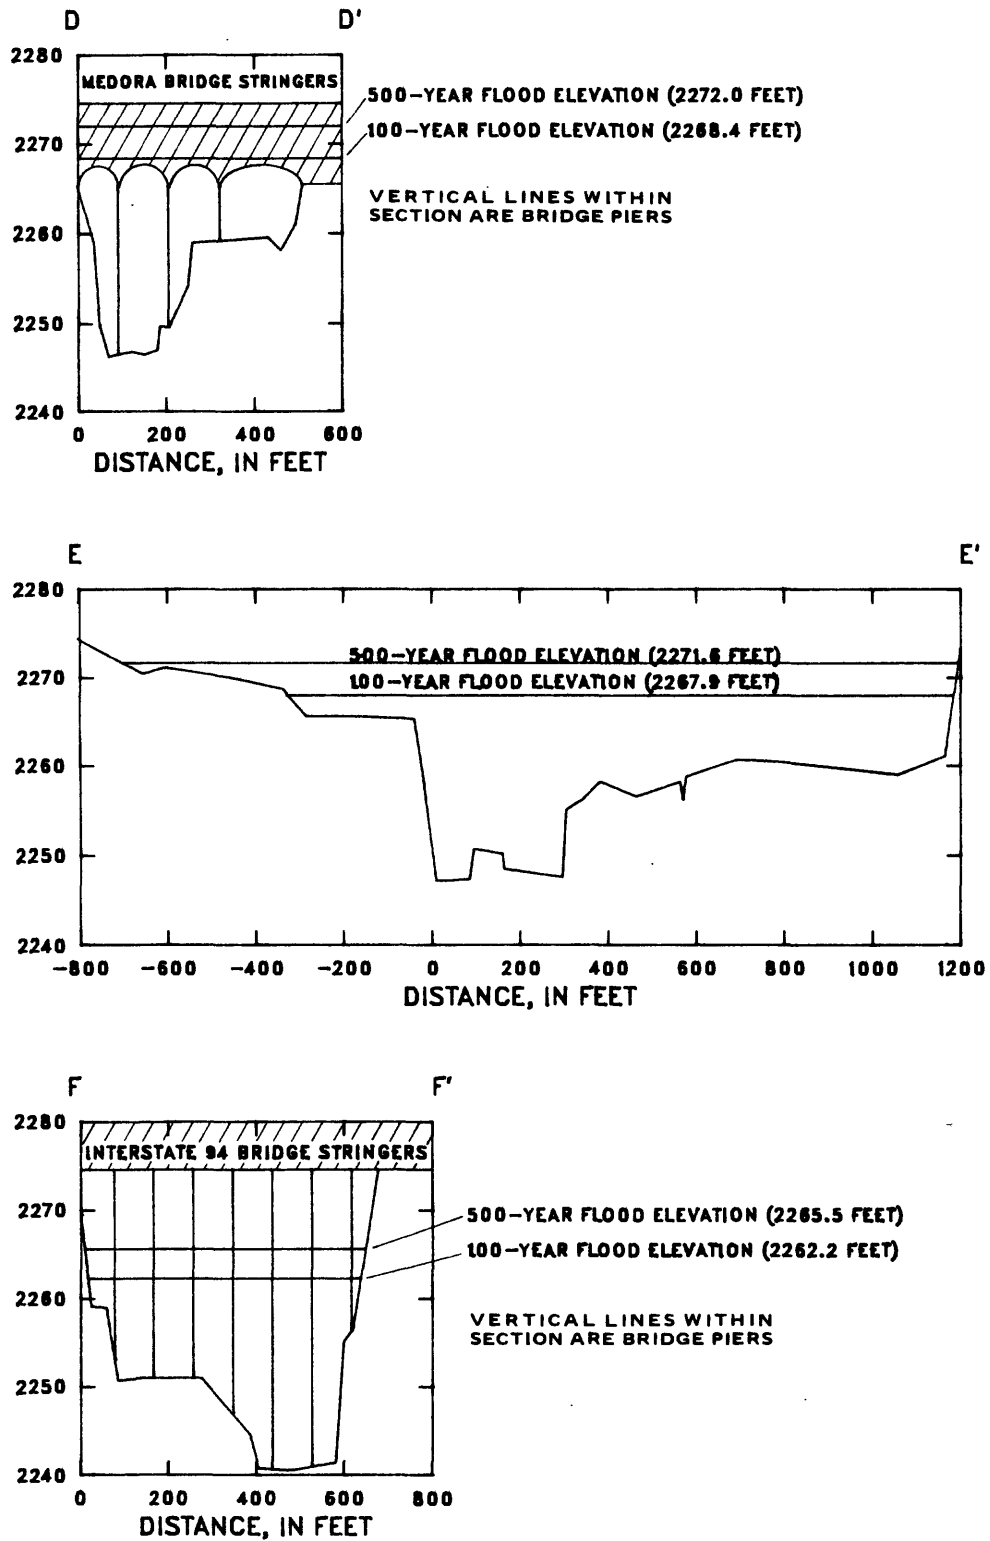 D D'
2280
MEDORA BRIDGE STRINGERS
500-YEAR FLOOD ELEVATION (2272.0 FEET)
2270
100-YEAR FLOOD ELEVATION (2268.4 FEET)
VERTICAL LINES WITHIN
SECTION ARE BRIDGE PIERS
2260
2250
2240
0 200 400 600
DISTANCE, IN FEET
E E'
2280
500-YEAR FLOOD ELEVATION (2271.6 FEET)
2270
100-YEAR FLOOD ELEVATION (2267.9 FEET)
2260
2250
2240
-800 -600 -400 -200 0 200 400 600 800 1000 1200
DISTANCE, IN FEET
F F'
2280
INTERSTATE 94 BRIDGE STRINGERS
2270
500-YEAR FLOOD ELEVATION (2265.5 FEET)
100-YEAR FLOOD ELEVATION (2262.2 FEET)
2260
VERTICAL LINES WITHIN
SECTION ARE BRIDGE PIERS
2250
2240
0 200 400 600 800
DISTANCE, IN FEET